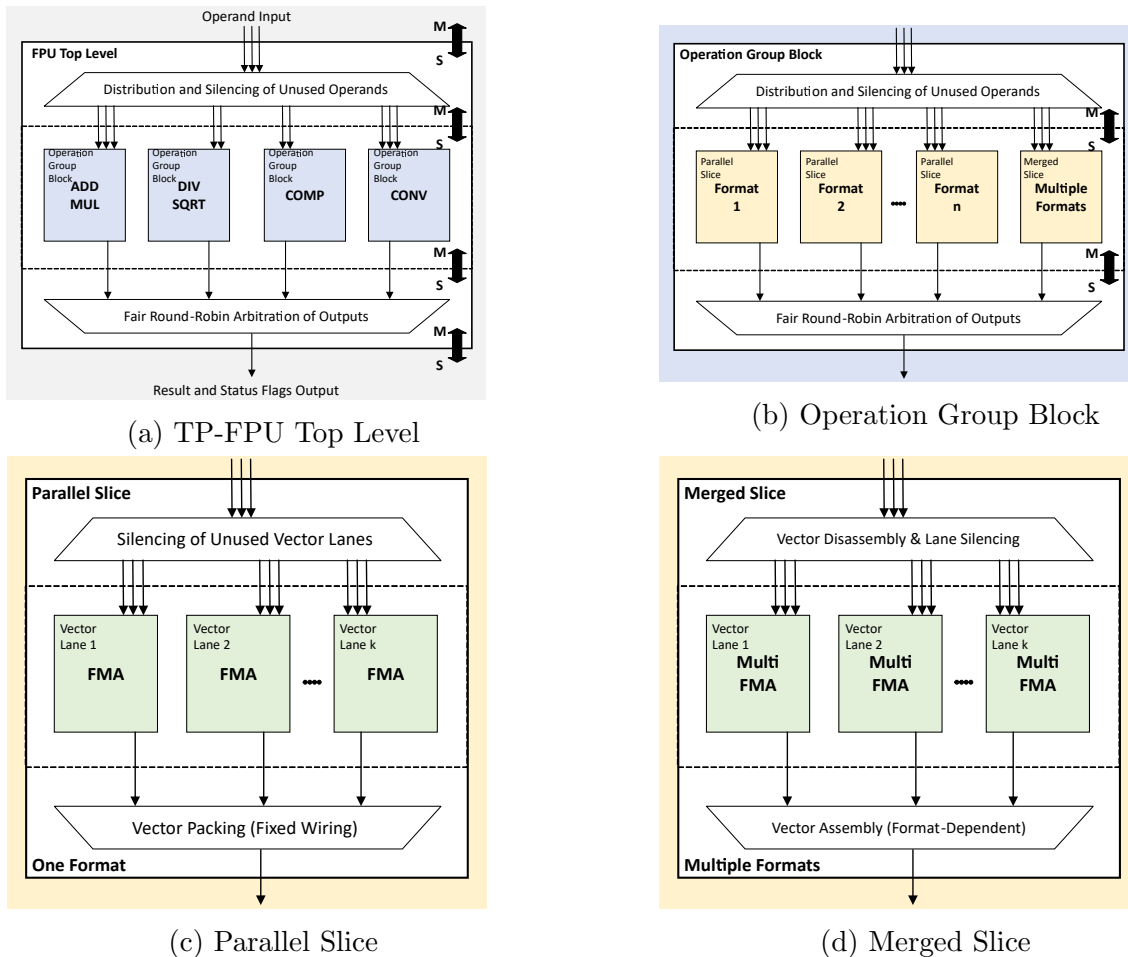 Operand Input
M
S
FPU Top Level
Distribution and Silencing of Unused Operands
M
S
Operation
Group
Block
ADD
MUL
Operation
Group
Block
DIV
SQRT
Operation
Group
Block
COMP
Operation
Group
Block
CONV
M
S
Fair Round-Robin Arbitration of Outputs
M
S
Result and Status Flags Output
(a) TP-FPU Top Level
Operation Group Block
Distribution and Silencing of Unused Operands
M
S
Parallel
Slice
Format
1
Parallel
Slice
Format
2
....
Parallel
Slice
Format
n
Merged
Slice
Multiple
Formats
M
S
Fair Round-Robin Arbitration of Outputs
(b) Operation Group Block
Parallel Slice
Silencing of Unused Vector Lanes
Vector
Lane 1
FMA
Vector
Lane 2
FMA
....
Vector
Lane k
FMA
Vector Packing (Fixed Wiring)
One Format
(c) Parallel Slice
Merged Slice
Vector Disassembly & Lane Silencing
Vector
Lane 1
Multi
FMA
Vector
Lane 2
Multi
FMA
....
Vector
Lane k
Multi
FMA
Vector Assembly (Format-Dependent)
Multiple Formats
(d) Merged Slice